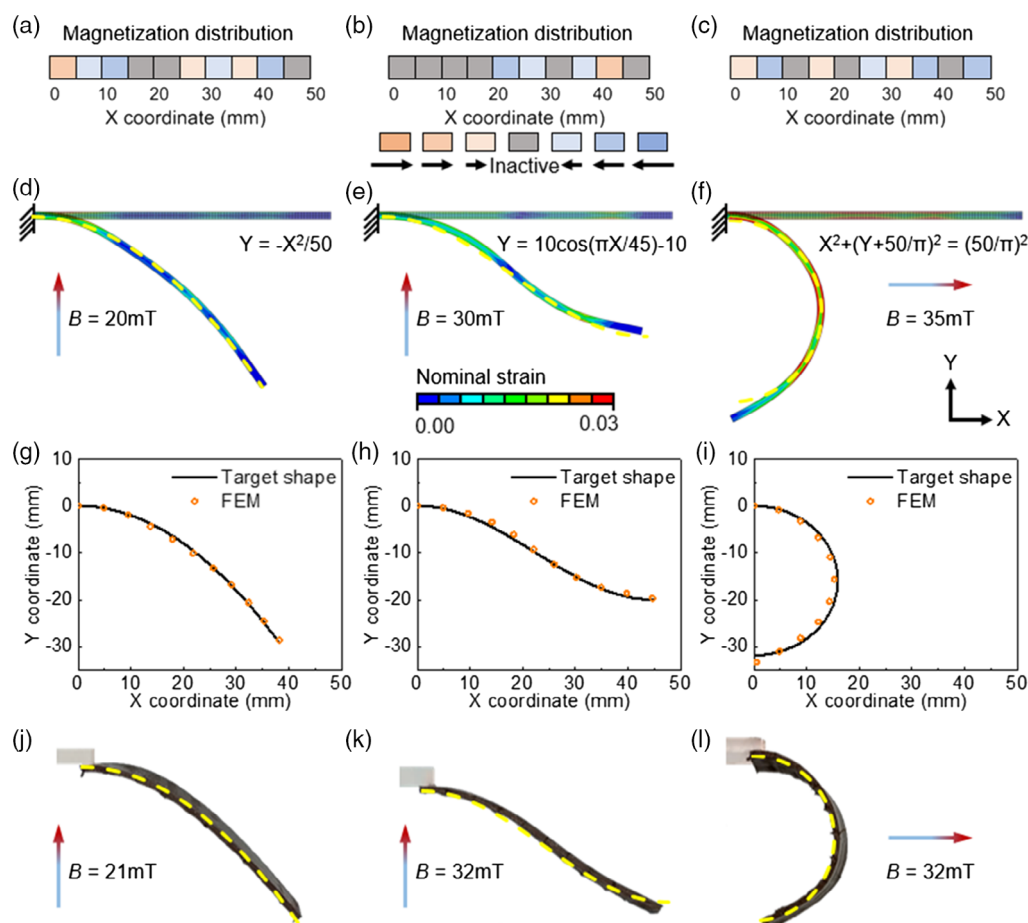 (a)
Magnetization distribution
0 10 20 30 40 50
X coordinate (mm)
(b)
Magnetization distribution
0 10 20 30 40 50
X coordinate (mm)
Inactive
(c)
Magnetization distribution
0 10 20 30 40 50
X coordinate (mm)
(d)
Y = -X²/50
B = 20mT
(e)
Y = 10cos(πX/45)-10
B = 30mT
Nominal strain
0.00 0.03
(f)
X²+(Y+50/π)² = (50/π)²
B = 35mT
Y
X
(g)
Target shape
FEM
Y coordinate (mm)
10
0
-10
-20
-30
0 10 20 30 40 50
X coordinate (mm)
(h)
Target shape
FEM
Y coordinate (mm)
10
0
-10
-20
-30
0 10 20 30 40 50
X coordinate (mm)
(i)
Target shape
FEM
Y coordinate (mm)
10
0
-10
-20
-30
0 10 20 30 40 50
X coordinate (mm)
(j)
B = 21mT
(k)
B = 32mT
(l)
B = 32mT